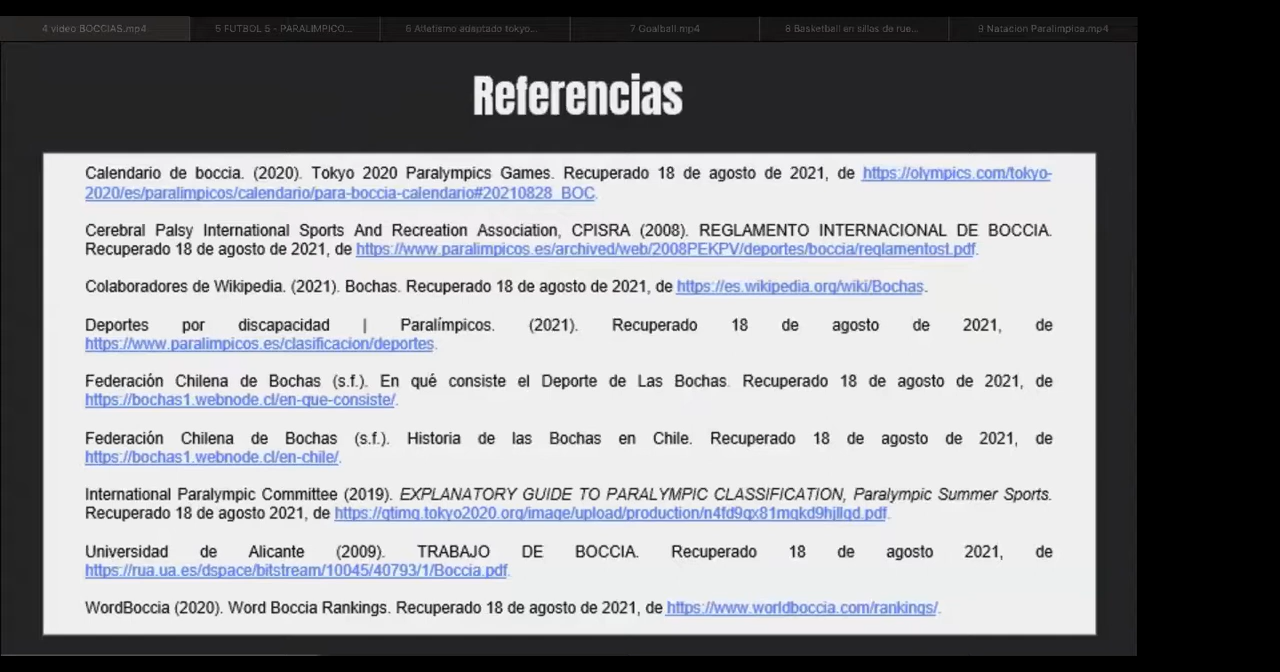 4 video BOCCIAS.mp4
5 FUTBOL 5 - PARALIMPICO...
6 Atletismo adaptado tokyo...
7 Goalball.mp4
8 Basketball en sillas de rue...
9 Natacion Paralimpica.mp4
Referencias
Calendario de boccia. (2020). Tokyo 2020 Paralympics Games. Recuperado 18 de agosto de 2021, de https://olympics.com/tokyo-
2020/es/paralimpicos/calendario/para-boccia-calendario#20210828_BOC.
Cerebral Palsy International Sports And Recreation Association, CPISRA (2008). REGLAMENTO INTERNACIONAL DE BOCCIA.
Recuperado 18 de agosto de 2021, de https://www.paralimpicos.es/archived/web/2008PEKPV/deportes/boccia/reglamentost.pdf.
Colaboradores de Wikipedia. (2021). Bochas. Recuperado 18 de agosto de 2021, de https://es.wikipedia.org/wiki/Bochas.
Deportes por discapacidad | Paralímpicos. (2021). Recuperado 18 de agosto de 2021, de
https://www.paralimpicos.es/clasificacion/deportes.
Federación Chilena de Bochas (s.f.). En qué consiste el Deporte de Las Bochas. Recuperado 18 de agosto de 2021, de
https://bochas1.webnode.cl/en-que-consiste/.
Federación Chilena de Bochas (s.f.). Historia de las Bochas en Chile. Recuperado 18 de agosto de 2021, de
https://bochas1.webnode.cl/en-chile/.
International Paralympic Committee (2019). EXPLANATORY GUIDE TO PARALYMPIC CLASSIFICATION, Paralympic Summer Sports.
Recuperado 18 de agosto 2021, de https://gtimg.tokyo2020.org/image/upload/production/n4fd9gx81mqkd9hjllqd.pdf.
Universidad de Alicante (2009). TRABAJO DE BOCCIA. Recuperado 18 de agosto 2021, de
https://rua.ua.es/dspace/bitstream/10045/40793/1/Boccia.pdf.
WordBoccia (2020). Word Boccia Rankings. Recuperado 18 de agosto de 2021, de https://www.worldboccia.com/rankings/.